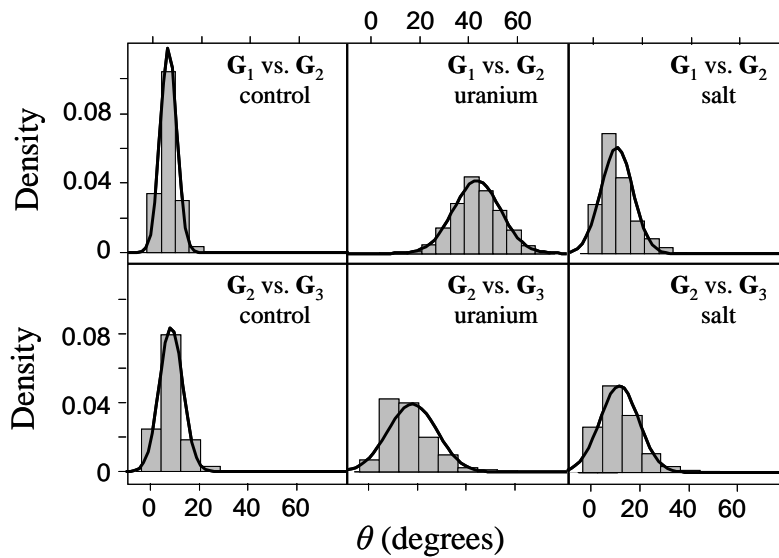 0 20 40 60
G₁ vs. G₂
control
G₁ vs. G₂
uranium
G₁ vs. G₂
salt
Density
0.08
0.04
0
G₂ vs. G₃
control
G₂ vs. G₃
uranium
G₂ vs. G₃
salt
Density
0.08
0.04
0
0 20 40 60
0 20 40 60
θ (degrees)